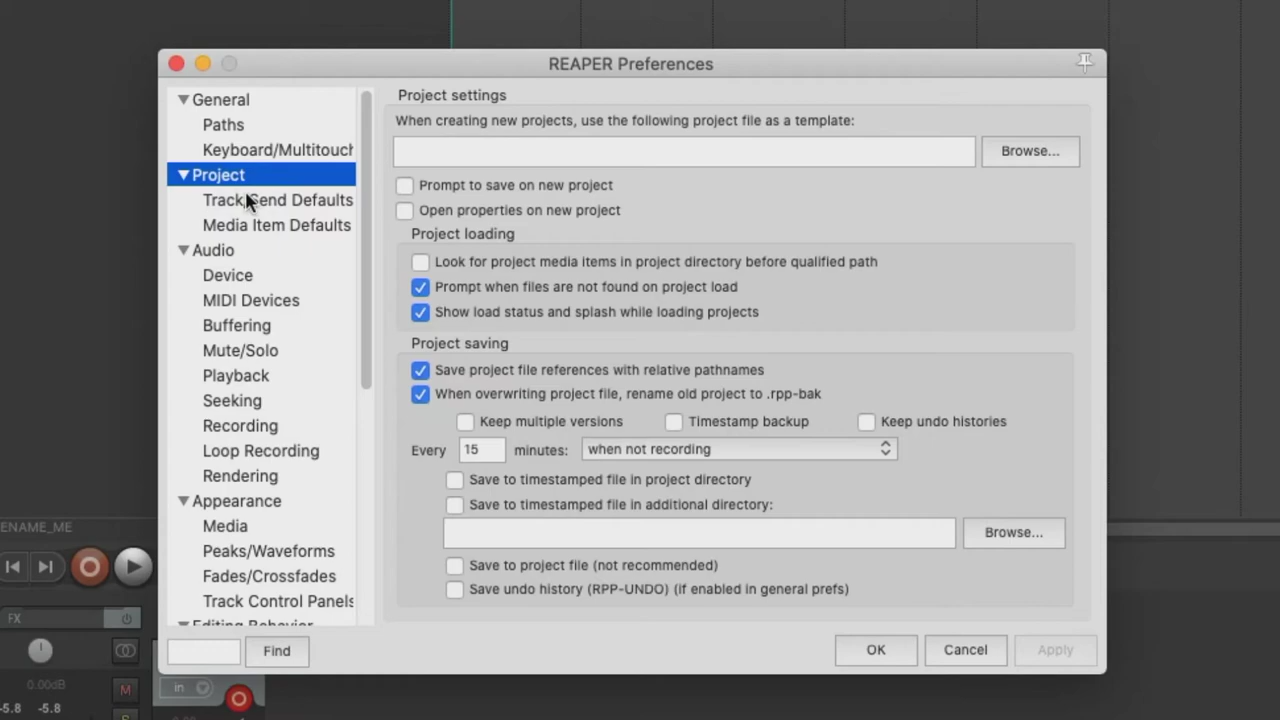 REAPER Preferences
General
Paths
Keyboard/Multitouch
Project
Track/Send Defaults
Media Item Defaults
Audio
Device
MIDI Devices
Buffering
Mute/Solo
Playback
Seeking
Recording
Loop Recording
Rendering
Appearance
Media
Peaks/Waveforms
Fades/Crossfades
Track Control Panels
Editing Behavior
Find
Project settings
When creating new projects, use the following project file as a template:
Browse...
Prompt to save on new project
Open properties on new project
Project loading
Look for project media items in project directory before qualified path
Prompt when files are not found on project load
Show load status and splash while loading projects
Project saving
Save project file references with relative pathnames
When overwriting project file, rename old project to .rpp-bak
Keep multiple versions Timestamp backup Keep undo histories
Every 15 minutes: when not recording
Save to timestamped file in project directory
Save to timestamped file in additional directory:
Browse...
Save to project file (not recommended)
Save undo history (RPP-UNDO) (if enabled in general prefs)
OK Cancel Apply
ENAME_ME
FX
0.00dB
-5.8 -5.8
M
S
in